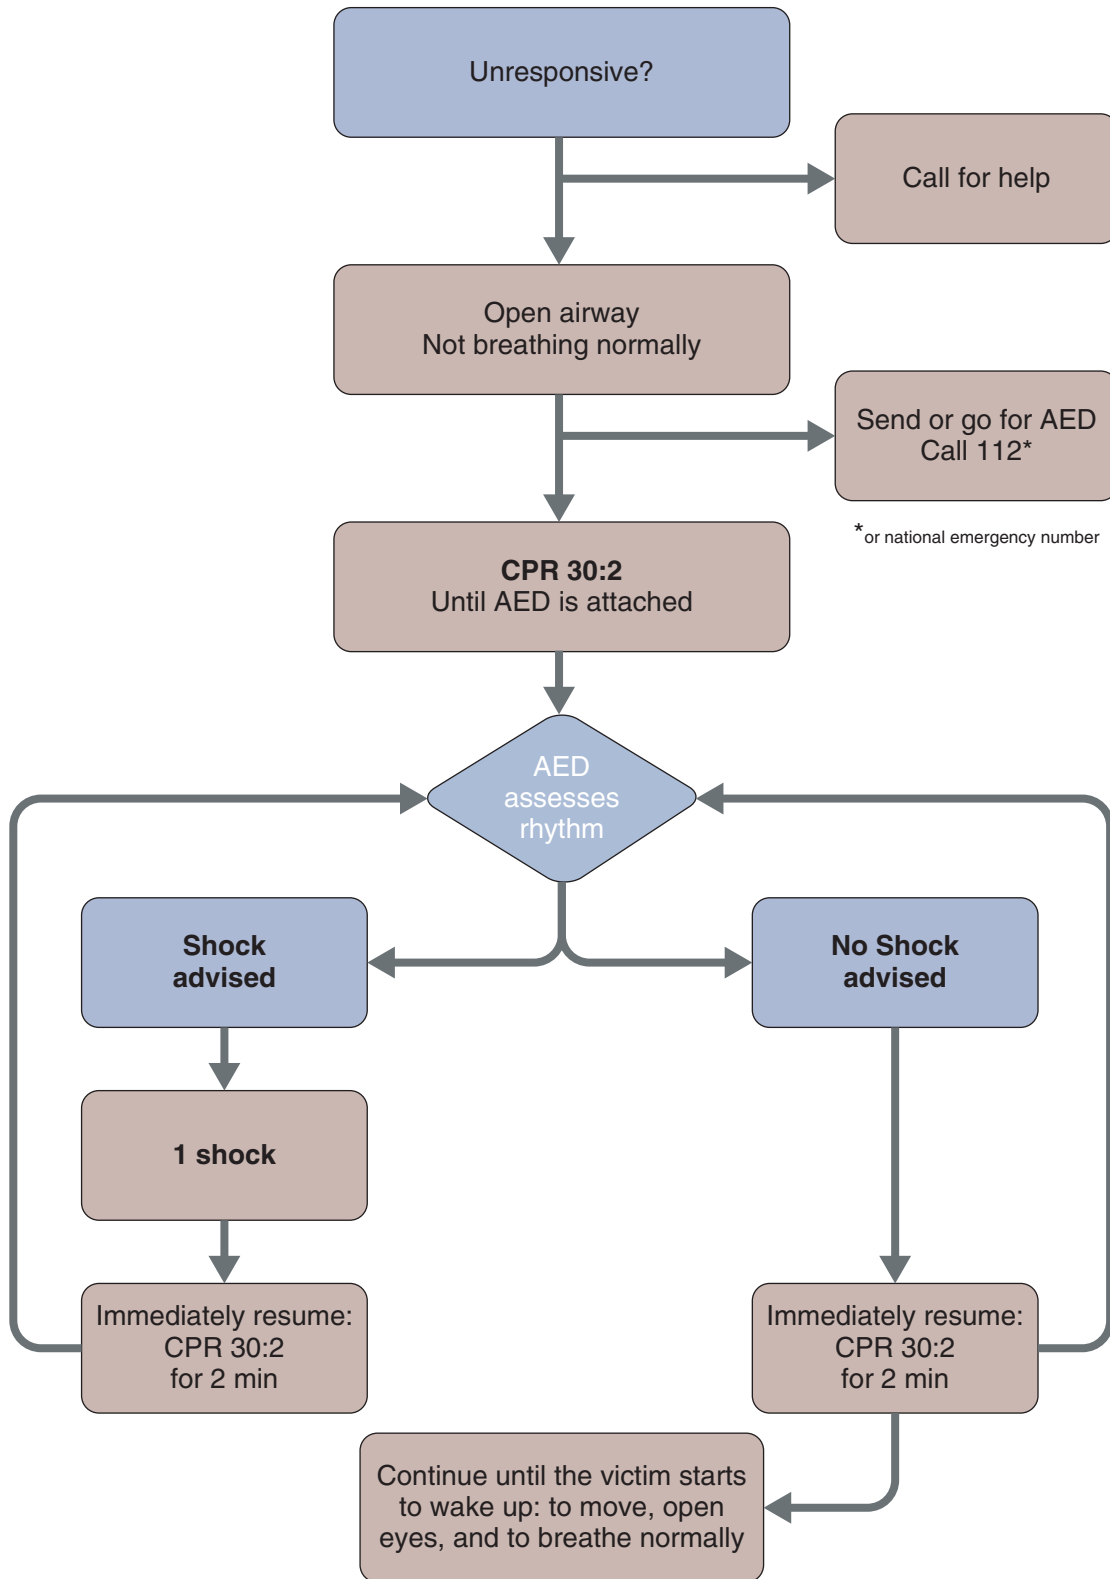 Unresponsive?
Call for help
Open airway
Not breathing normally
Send or go for AED
Call 112*
*or national emergency number
CPR 30:2
Until AED is attached
AED
assesses
rhythm
Shock
advised
No Shock
advised
1 shock
Immediately resume:
CPR 30:2
for 2 min
Immediately resume:
CPR 30:2
for 2 min
Continue until the victim starts
to wake up: to move, open
eyes, and to breathe normally